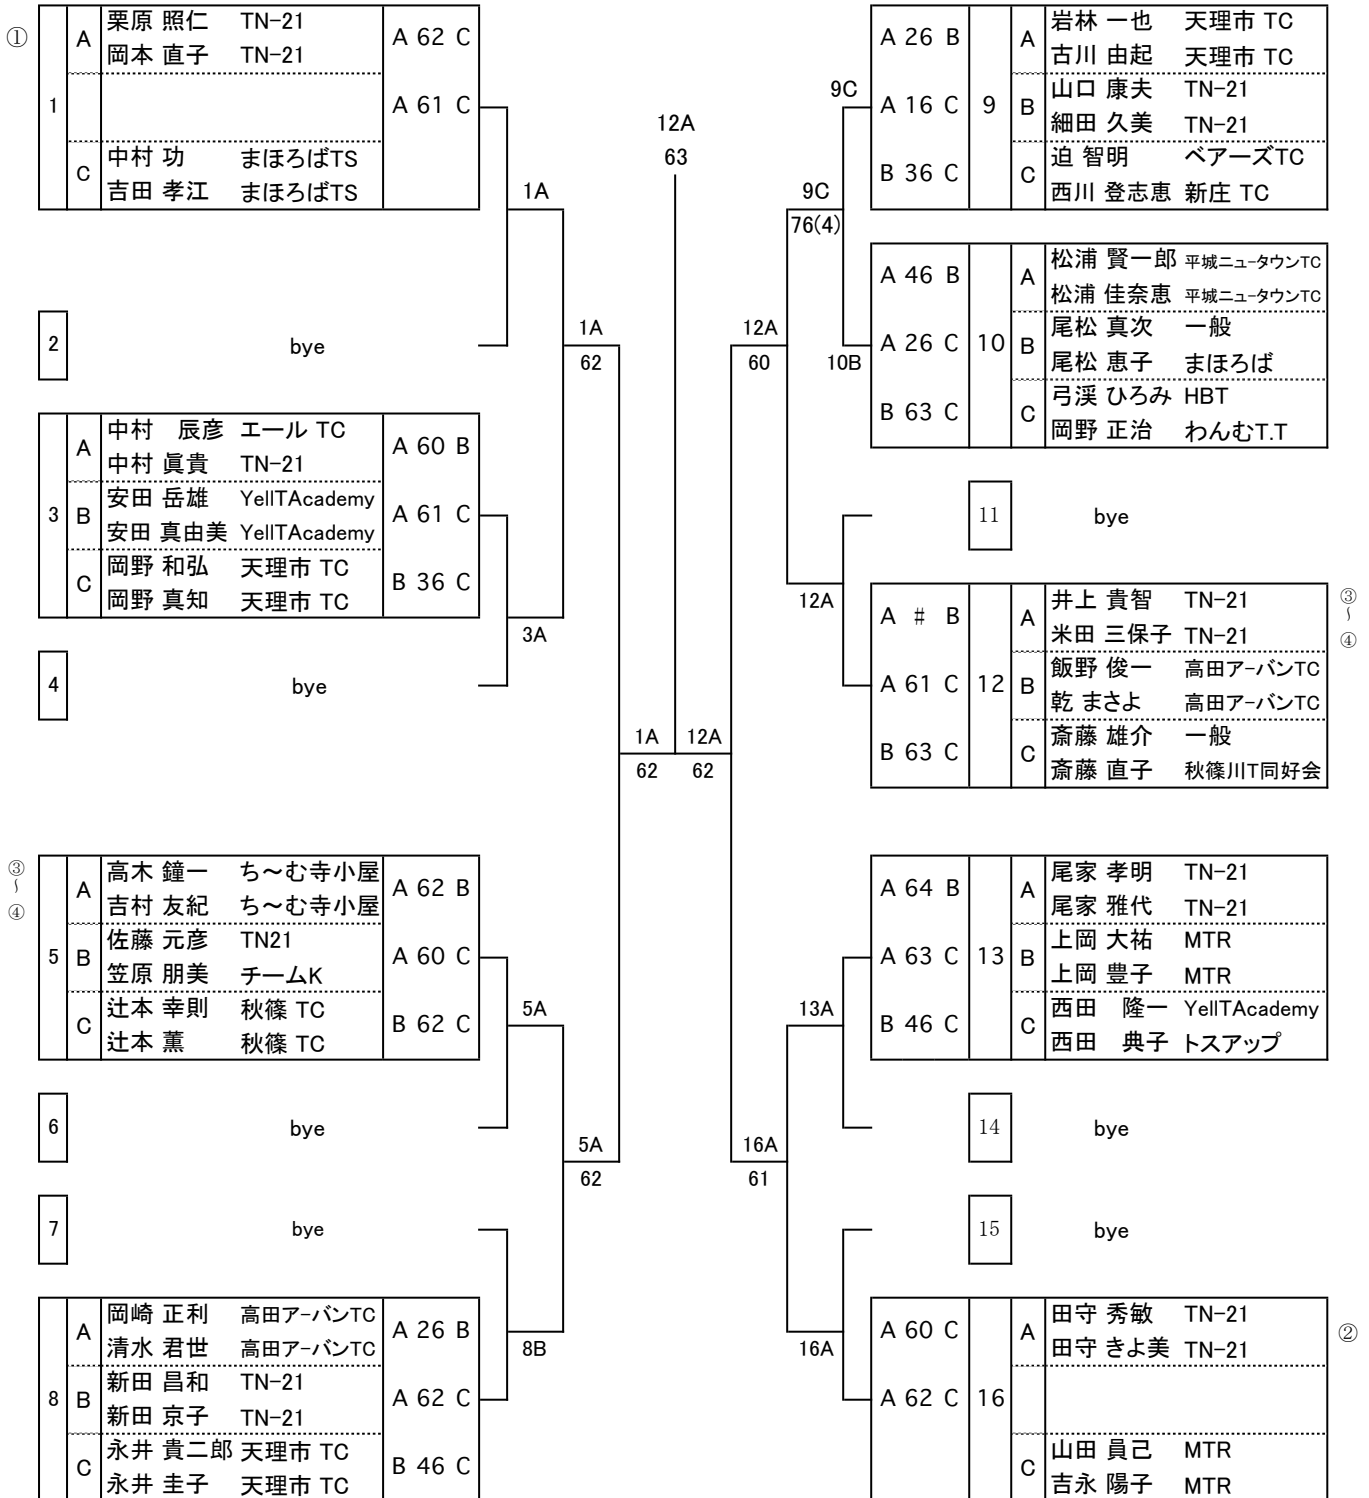 ① 1 A 栗原 照仁 TN-21 A 62 C
岡本 直子 TN-21
A 61 C
C 中村 功 まほろばTS
吉田 孝江 まほろばTS
1A
2 bye
1A
62
3 A 中村 辰彦 エール TC A 60 B
中村 眞貴 TN-21
B 安田 岳雄 YellTAcademy A 61 C
安田 真由美 YellTAcademy
C 岡野 和弘 天理市 TC B 36 C
岡野 真知 天理市 TC
3A
4 bye
1A
62
③
~
④
5 A 高木 鐘一 ち~む寺小屋 A 62 B
吉村 友紀 ち~む寺小屋
B 佐藤 元彦 TN21 A 60 C
笠原 朋美 チームK
C 辻本 幸則 秋篠 TC B 62 C
辻本 薫 秋篠 TC
5A
6 bye
5A
62
7 bye
8 A 岡崎 正利 高田アーバンTC A 26 B
清水 君世 高田アーバンTC
8B
B 新田 昌和 TN-21 A 62 C
新田 京子 TN-21
C 永井 貴二郎 天理市 TC B 46 C
永井 圭子 天理市 TC
12A
63
A 26 B 9 A 岩林 一也 天理市 TC
古川 由起 天理市 TC
9C
A 16 C B 山口 康夫 TN-21
細田 久美 TN-21
B 36 C C 迫 智明 ベアーズTC
西川 登志恵 新庄 TC
9C
76(4)
A 46 B 10 A 松浦 賢一郎 平城ニュータウンTC
松浦 佳奈恵 平城ニュータウンTC
A 26 C B 尾松 真次 一般
尾松 恵子 まほろば
10B
B 63 C C 弓渓 ひろみ HBT
岡野 正治 わんむT.T
12A
60
11 bye
12A
A # B 12 A 井上 貴智 TN-21
米田 三保子 TN-21
③
~
④
A 61 C B 飯野 俊一 高田アーバンTC
乾 まさよ 高田アーバンTC
B 63 C C 斎藤 雄介 一般
斎藤 直子 秋篠川T同好会
12A
62
A 64 B 13 A 尾家 孝明 TN-21
尾家 雅代 TN-21
A 63 C B 上岡 大祐 MTR
上岡 豊子 MTR
B 46 C C 西田 隆一 YellTAcademy
西田 典子 トスアップ
13A
14 bye
16A
61
15 bye
A 60 C 16 A 田守 秀敏 TN-21
田守 きよ美 TN-21
②
16A
A 62 C
C 山田 員己 MTR
吉永 陽子 MTR